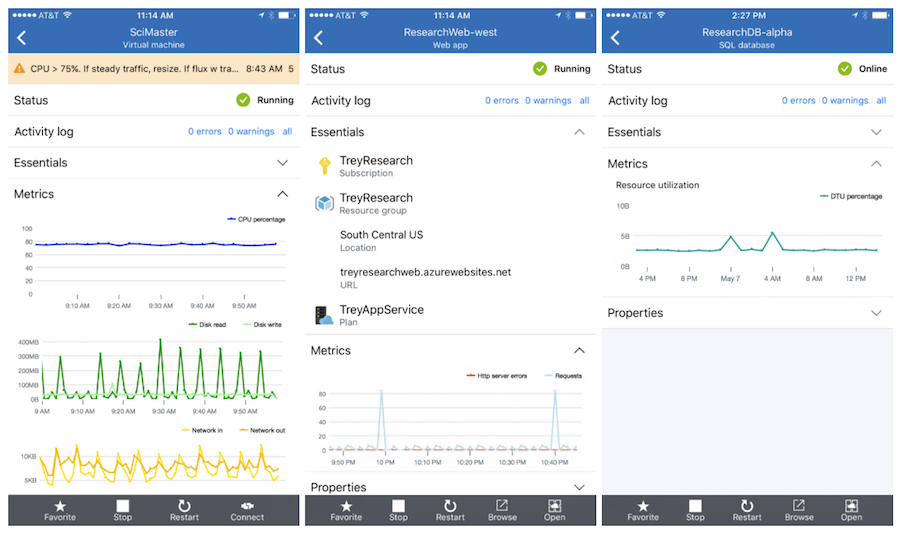 AT&T 11:14 AM
SciMaster
Virtual machine
CPU > 75%. If steady traffic, resize. If flux w tra... 8:43 AM 5
Status Running
Activity log 0 errors 0 warnings all
Essentials
Metrics
CPU percentage
100
80
60
40
20
0
9:10 AM 9:20 AM 9:30 AM 9:40 AM 9:50 AM
Disk read Disk write
400MB
300MB
200MB
100MB
0B
9 AM 9:10 AM 9:20 AM 9:30 AM 9:40 AM 9:50 AM
Network in Network out
10KB
5KB
Favorite Stop Restart Connect
AT&T 11:14 AM
ResearchWeb-west
Web app
Status Running
Activity log 0 errors 0 warnings all
Essentials
TreyResearch
Subscription
TreyResearch
Resource group
South Central US
Location
treyresearchweb.azurewebsites.net
URL
TreyAppService
Plan
Metrics
Http server errors Requests
80
60
40
20
0
9:50 PM 10 PM 10:10 PM 10:20 PM 10:30 PM 10:40 PM
Properties
Favorite Stop Restart Browse Open
AT&T 2:27 PM
ResearchDB-alpha
SQL database
Status Online
Activity log 0 errors 0 warnings all
Essentials
Metrics
Resource utilization
DTU percentage
10B
5B
0B
4 PM 8 PM May 7 4 AM 8 AM 12 PM
Properties
Favorite Stop Restart Browse Open